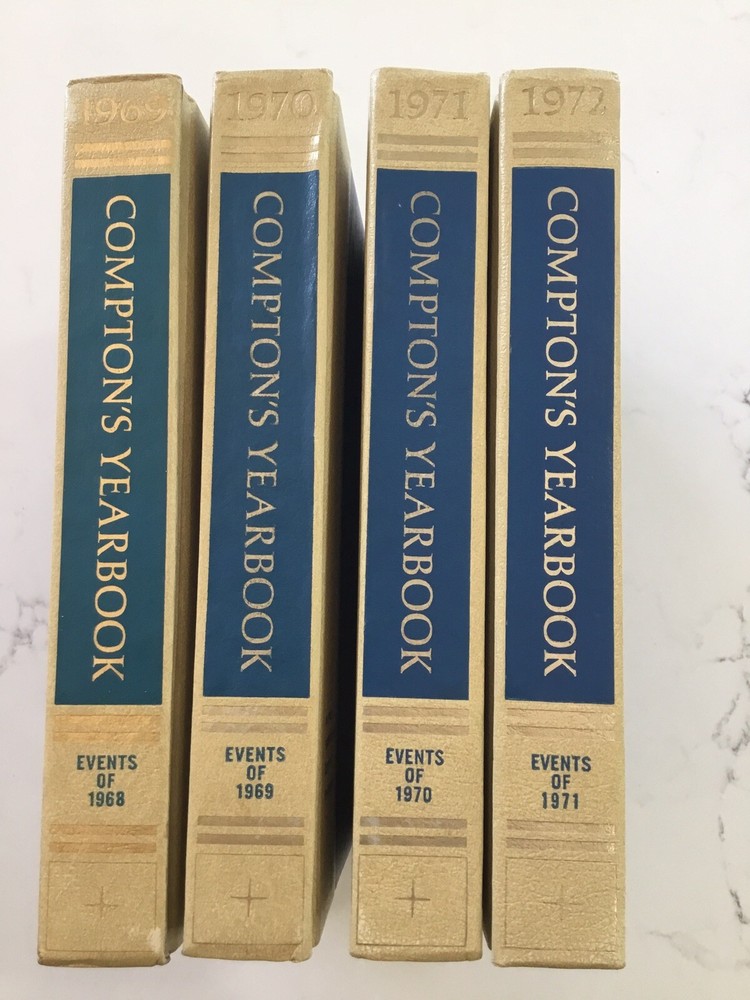 1969
COMPTON'S YEARBOOK
EVENTS
OF
1968
1970
COMPTON'S YEARBOOK
EVENTS
OF
1969
1971
COMPTON'S YEARBOOK
EVENTS
OF
1970
1972
COMPTON'S YEARBOOK
EVENTS
OF
1971